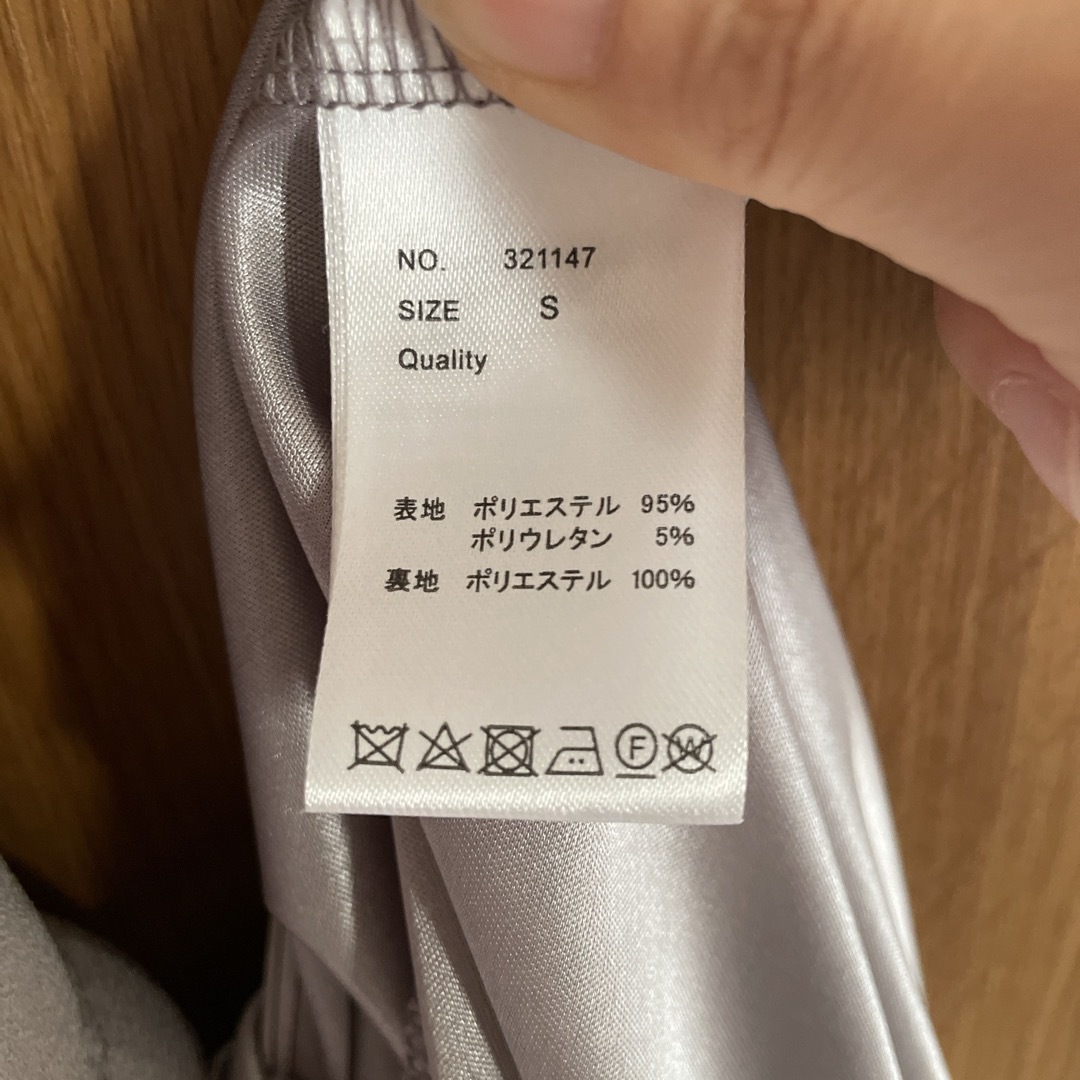 NO. 321147
SIZE S
Quality
表地 ポリエステル 95%
ポリウレタン 5%
裏地 ポリエステル 100%
F W